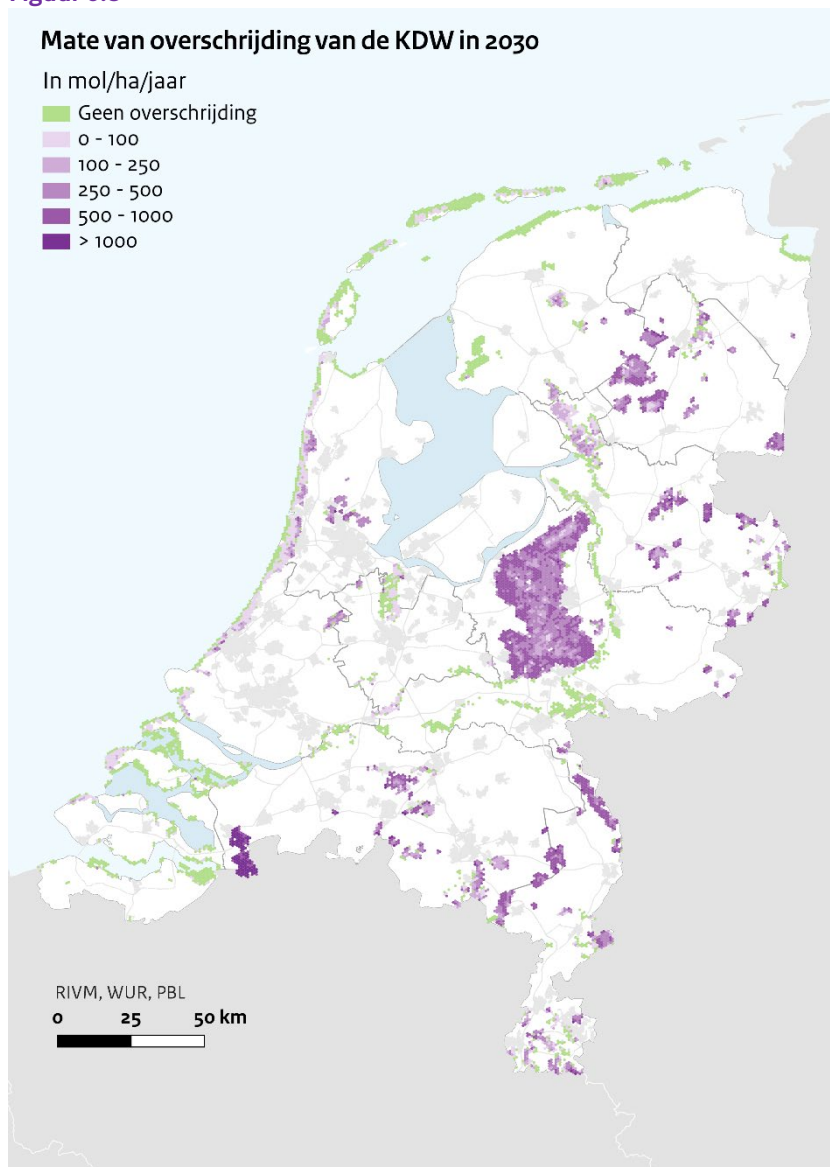 Mate van overschrijding van de KDW in 2030
In mol/ha/jaar
Geen overschrijding
0 - 100
100 - 250
250 - 500
500 - 1000
> 1000
RIVM, WUR, PBL
0 25 50 km